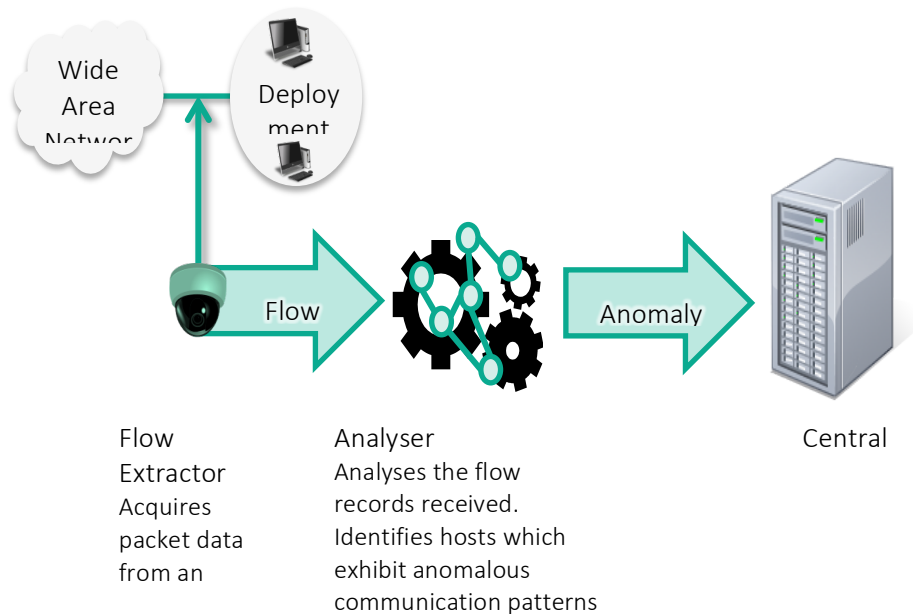 Wide
Area
Networ
Deploy
ment
Flow
Anomaly
Flow
Extractor
Acquires
packet data
from an
Analyser
Analyses the flow
records received.
Identifies hosts which
exhibit anomalous
communication patterns
Central